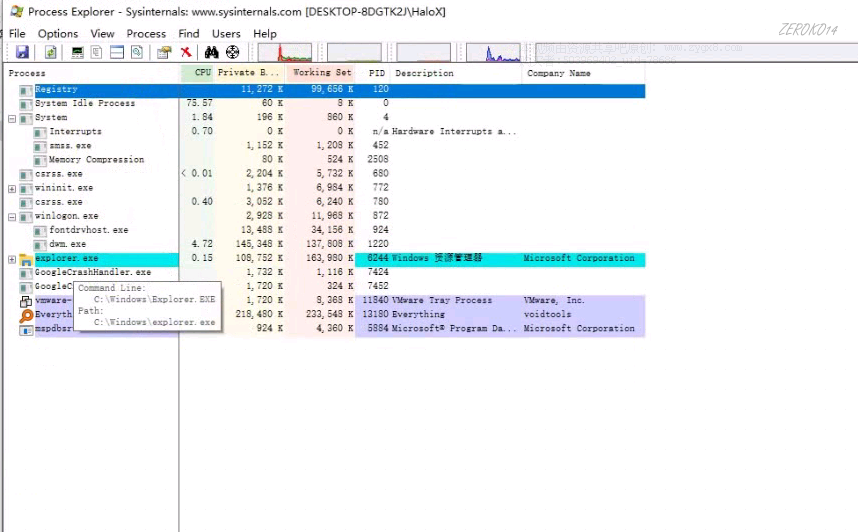 Process Explorer - Sysinternals: www.sysinternals.com [DESKTOP-8DGTK2J\HaloX]
File Options View Process Find Users Help
ZEROKO14
Process CPU Private B... Working Set PID Description Company Name
Registry 11,272 K 99,656 K 120
System Idle Process 75.57 60 K 8 K 0
System 1.84 196 K 860 K 4
Interrupts 0.70 0 K 0 K n/a Hardware Interrupts a...
smss.exe 1,152 K 1,208 K 452
Memory Compression 80 K 524 K 2508
csrss.exe < 0.01 2,204 K 5,732 K 680
wininit.exe 1,376 K 6,984 K 772
csrss.exe 0.40 3,052 K 6,240 K 780
winlogon.exe 2,928 K 11,968 K 872
fontdrvhost.exe 13,488 K 34,156 K 924
dwm.exe 4.72 145,348 K 137,808 K 1220
explorer.exe 0.15 108,752 K 163,980 K 6244 Windows 资源管理器 Microsoft Corporation
GoogleCrashHandler.exe 1,732 K 1,116 K 7424
GoogleC 1,720 K 324 K 7452
vmware- 1,720 K 8,368 K 11840 VMware Tray Process VMware, Inc.
Everyth 218,480 K 233,548 K 13180 Everything voidtools
mspdbsr 924 K 4,360 K 5884 Microsoft® Program Da... Microsoft Corporation
Command Line:
C:\Windows\Explorer.EXE
Path:
C:\Windows\explorer.exe